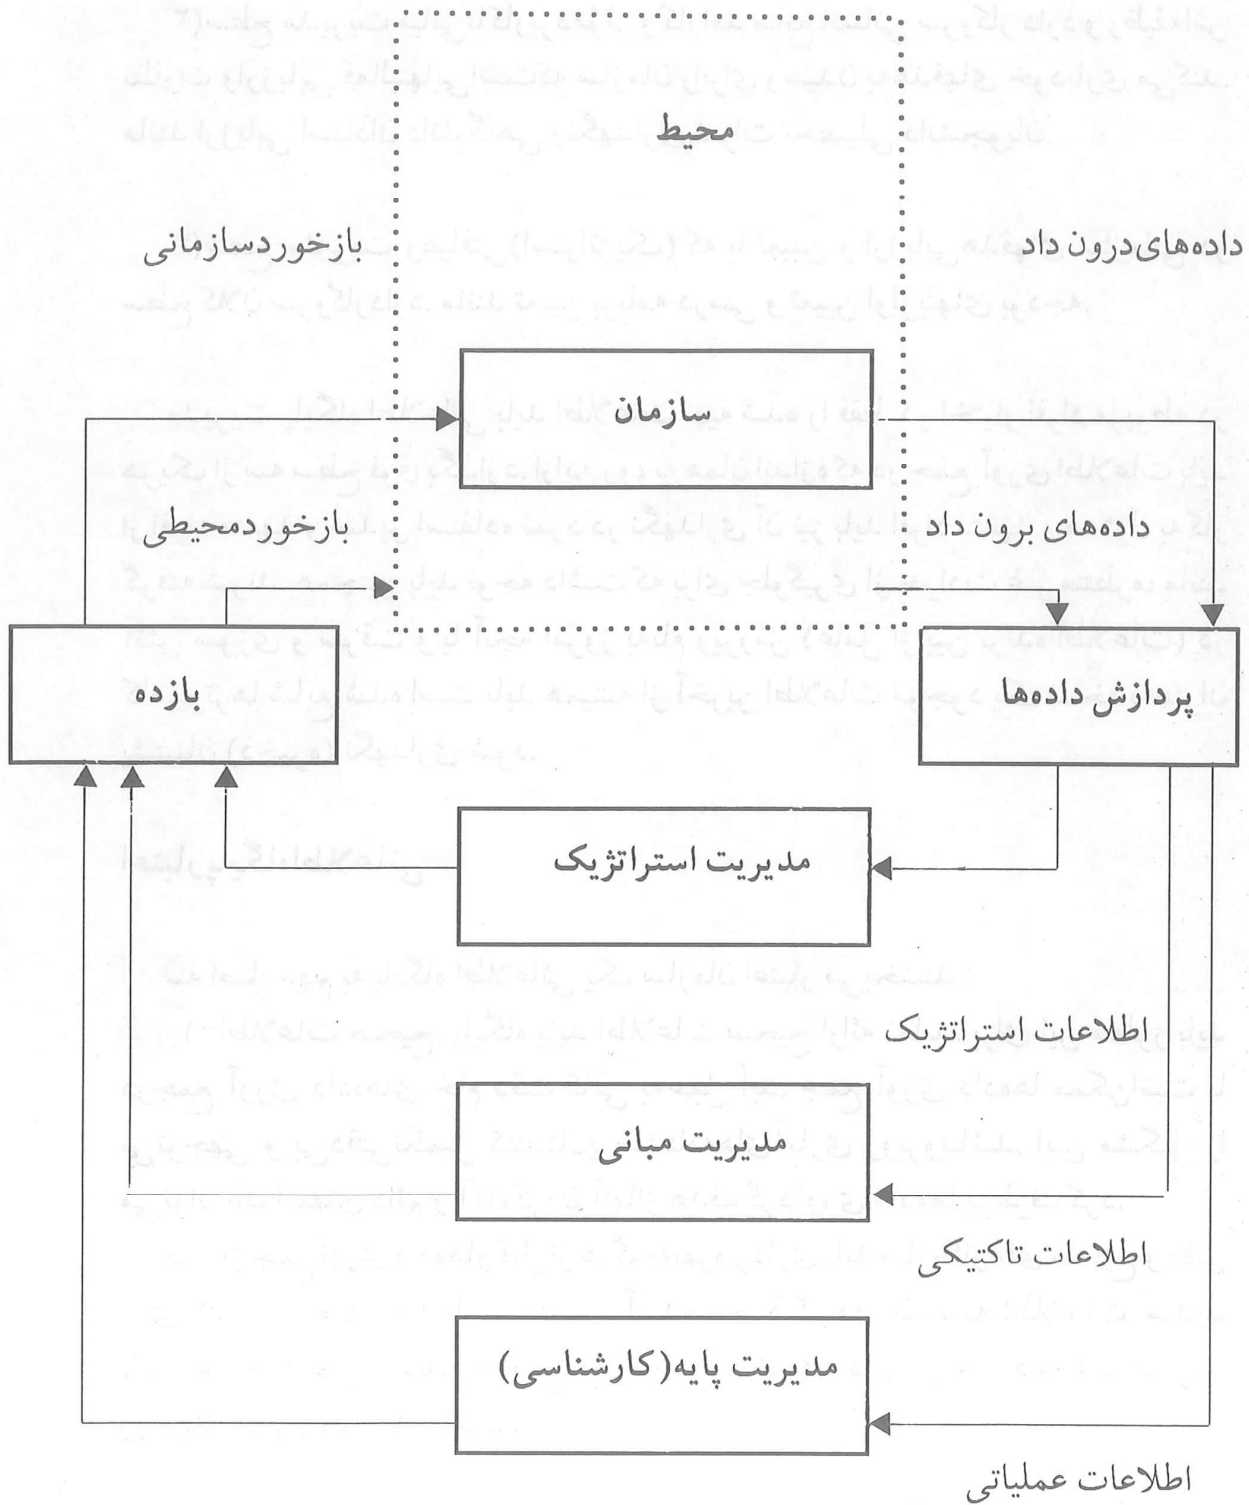 محیط
داده‌های درون داد
بازخورد سازمانی
سازمان
داده‌های برون داد
بازخورد محیطی
پردازش داده‌ها
بازده
مدیریت استراتژیک
اطلاعات استراتژیک
مدیریت مبانی
اطلاعات تاکتیکی
مدیریت پایه (کارشناسی)
اطلاعات عملیاتی